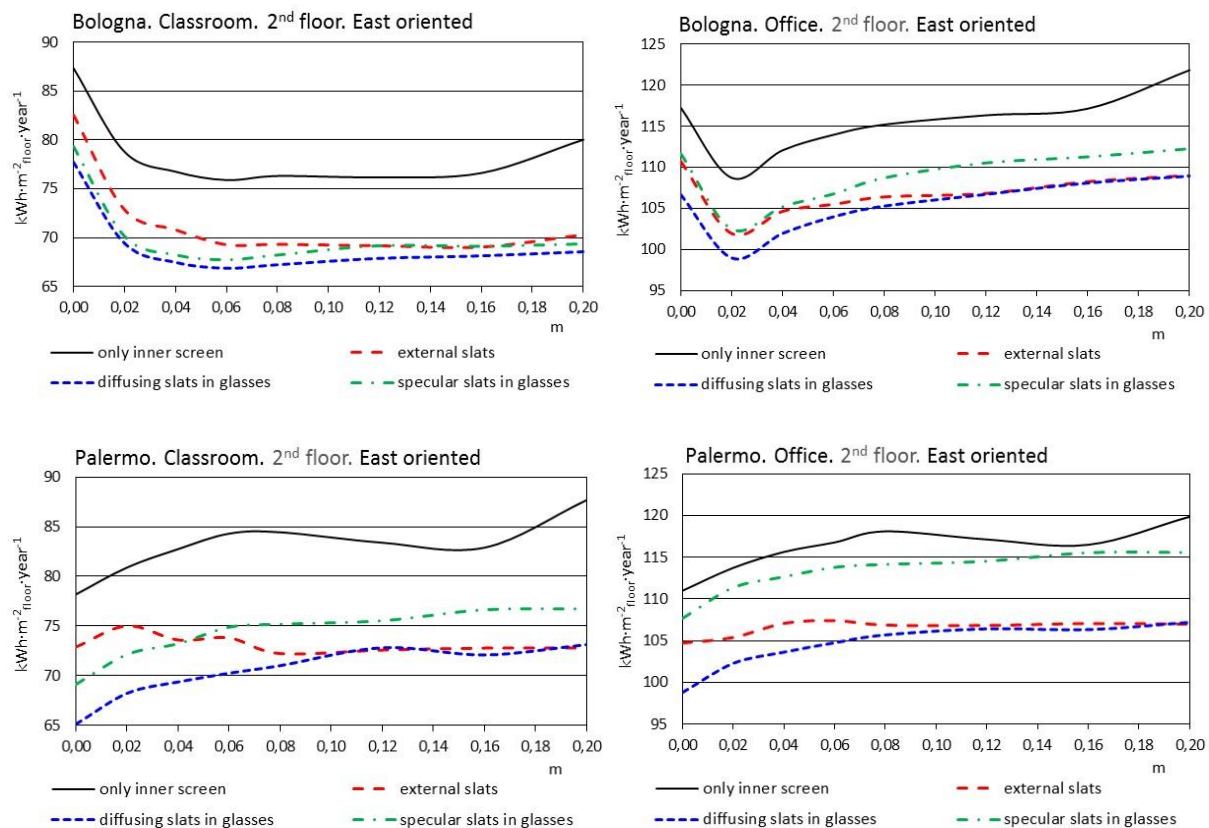 Bologna. Classroom. 2nd floor. East oriented
kWh·m-2floor·year-1
90
85
80
75
70
65
0,00 0,02 0,04 0,06 0,08 0,10 0,12 0,14 0,16 0,18 0,20
m
only inner screen external slats
diffusing slats in glasses specular slats in glasses
Bologna. Office. 2nd floor. East oriented
kWh·m-2floor·year-1
125
120
115
110
105
100
95
0,00 0,02 0,04 0,06 0,08 0,10 0,12 0,14 0,16 0,18 0,20
m
only inner screen external slats
diffusing slats in glasses specular slats in glasses
Palermo. Classroom. 2nd floor. East oriented
kWh·m-2floor·year-1
90
85
80
75
70
65
0,00 0,02 0,04 0,06 0,08 0,10 0,12 0,14 0,16 0,18 0,20
m
only inner screen external slats
diffusing slats in glasses specular slats in glasses
Palermo. Office. 2nd floor. East oriented
kWh·m-2floor·year-1
125
120
115
110
105
100
95
0,00 0,02 0,04 0,06 0,08 0,10 0,12 0,14 0,16 0,18 0,20
m
only inner screen external slats
diffusing slats in glasses specular slats in glasses